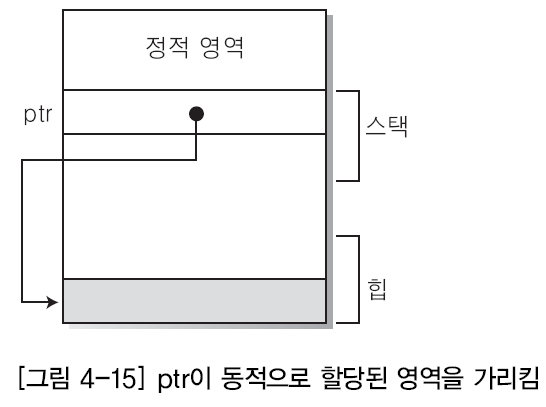 정적 영역
ptr
스택
힙
[그림 4-15] ptr이 동적으로 할당된 영역을 가리킴